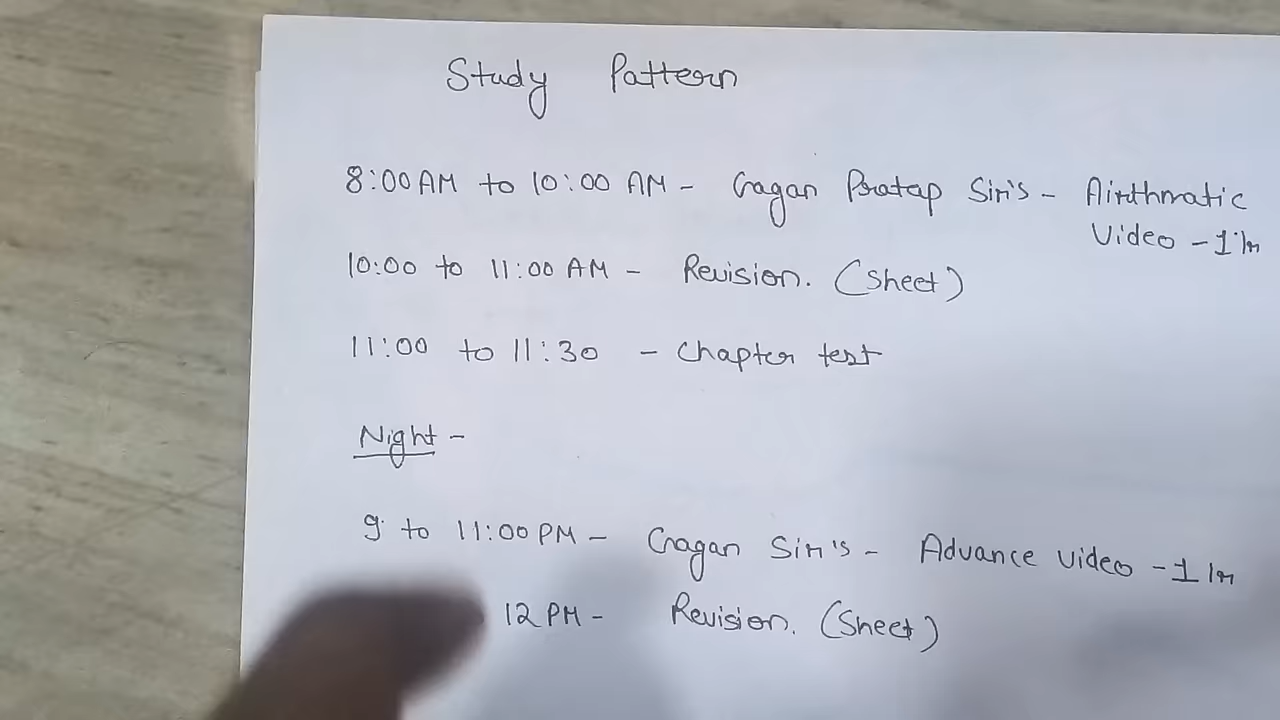 Study Pattern
8:00 AM to 10:00 AM - Gagan Pratap Sir's - Airthmatic
Video - 1 hr
10:00 to 11:00 AM - Revision. (Sheet)
11:00 to 11:30 - Chapter test
Night -
9 to 11:00 PM - Gagan Sir's - Advance video - 1 hr
12 PM - Revision. (Sheet)